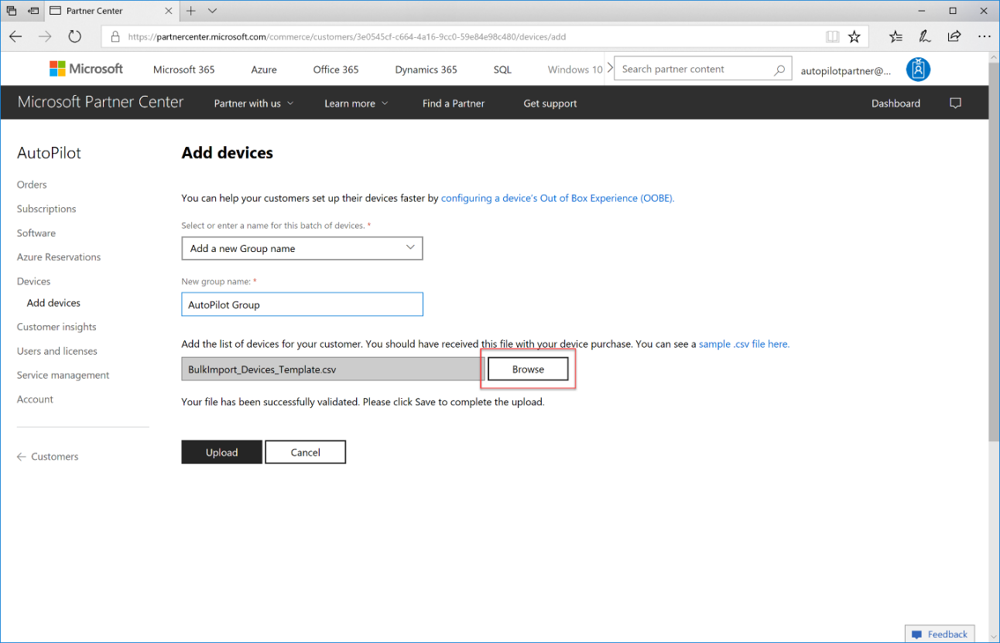 Partner Center
https://partnercenter.microsoft.com/commerce/customers/3e0545cf-c664-4a16-9cc0-59e84e98c480/devices/add
Microsoft Microsoft 365 Azure Office 365 Dynamics 365 SQL Windows 10 Search partner content autopilotpartner@...
Microsoft Partner Center Partner with us Learn more Find a Partner Get support Dashboard
AutoPilot
Orders
Subscriptions
Software
Azure Reservations
Devices
Add devices
Customer insights
Users and licenses
Service management
Account
Customers
Add devices
You can help your customers set up their devices faster by configuring a device's Out of Box Experience (OOBE).
Select or enter a name for this batch of devices. *
Add a new Group name
New group name: *
AutoPilot Group
Add the list of devices for your customer. You should have received this file with your device purchase. You can see a sample .csv file here.
BulkImport_Devices_Template.csv Browse
Your file has been successfully validated. Please click Save to complete the upload.
Upload Cancel
Feedback